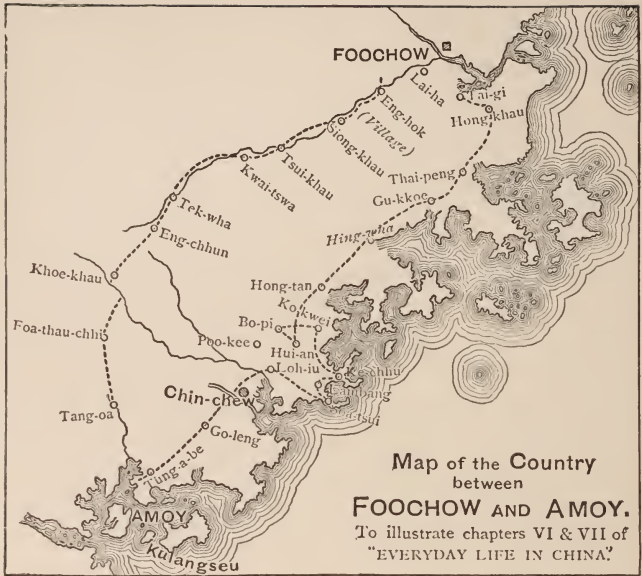 FOOCHOW
Lai-ha
Tai-gi
Eng-hok
(Village)
Hong-khau
Siong-khau
Tsui-khau
Kwai-tswa
Thai-peng
Gu-kkoe
Tek-wha
Eng-chhun
Hing-wha
Khoe-khau
Hong-tan
Ko-kwei
Foa-thau-chhi
Bo-pi
Poo-kee
Hui-an
Loh-iu
Chin-chew
Tang-oa
Go-leng
Tung-a-be
AMOY
Kulangseu
Map of the Country
between
FOOCHOW AND AMOY.
To illustrate chapters VI & VII of
"EVERYDAY LIFE IN CHINA."